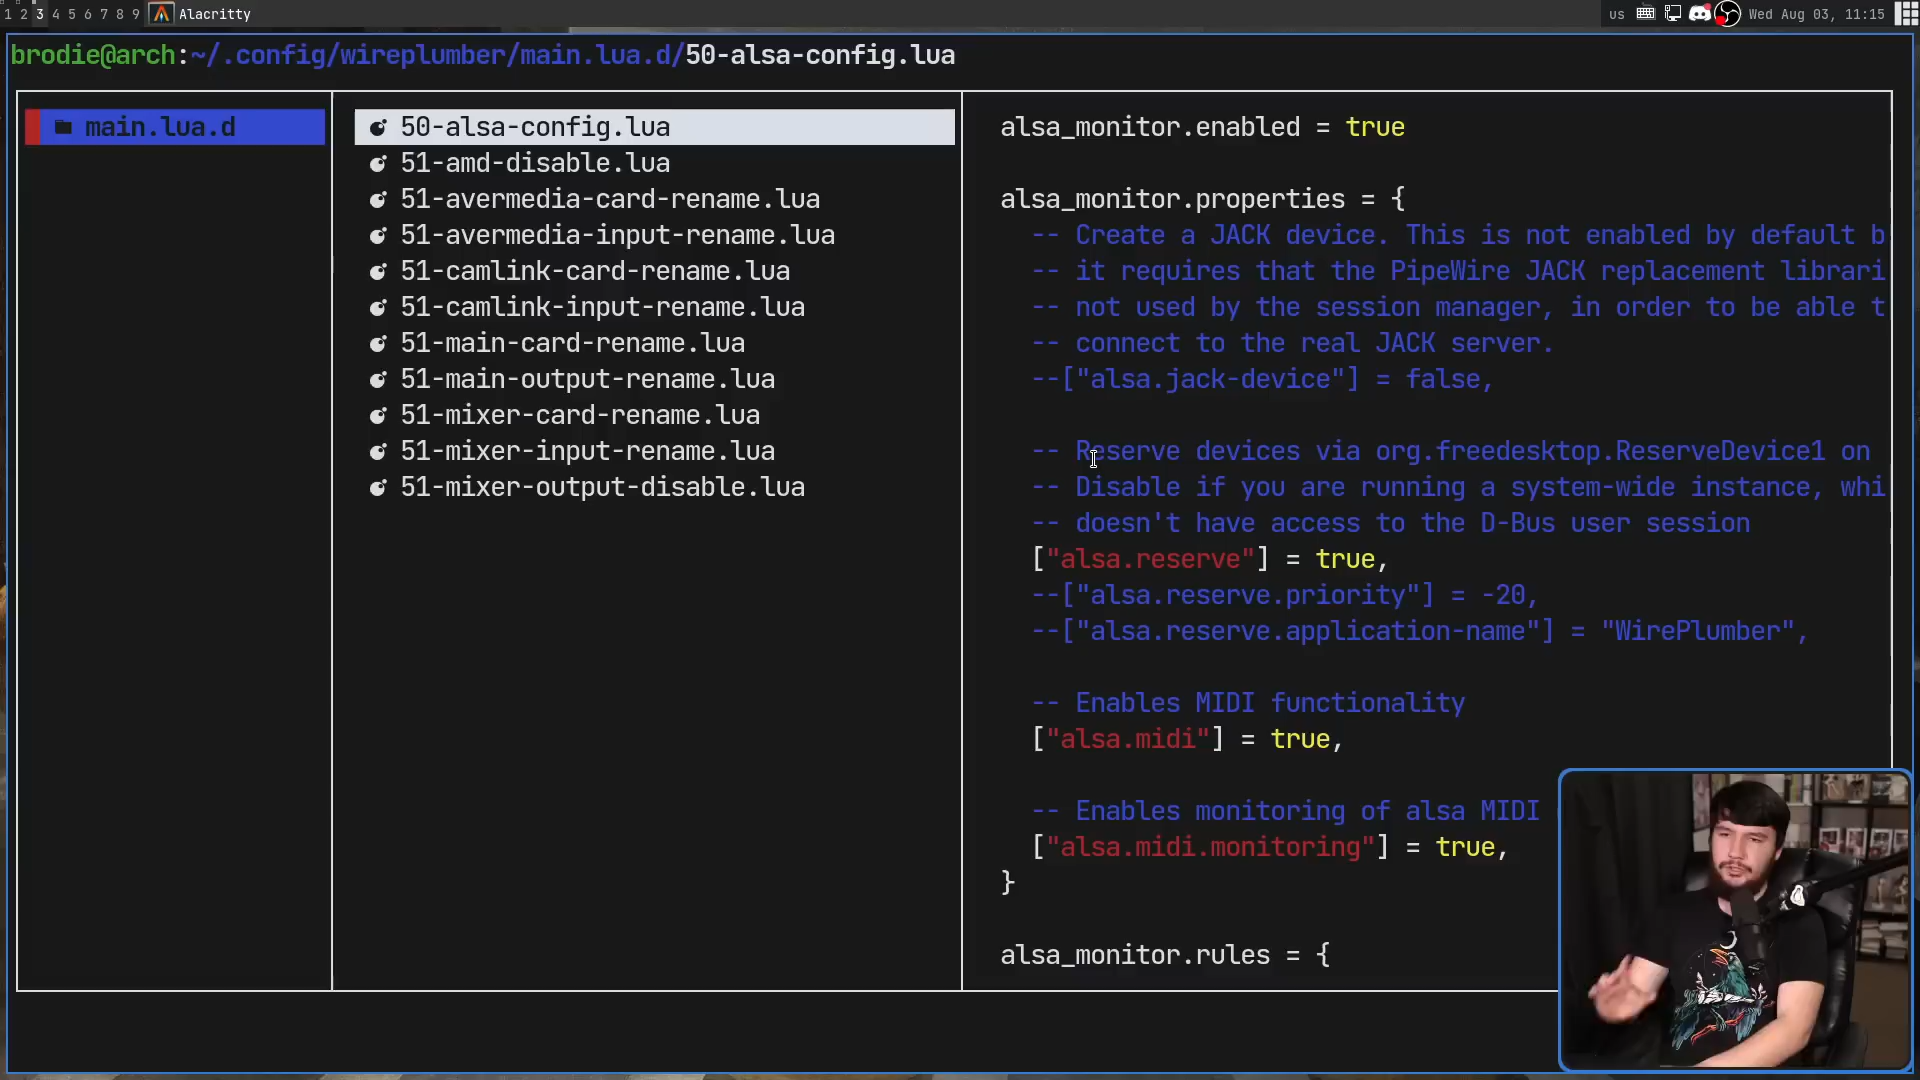 1 2 3 4 5 6 7 8 9 Alacritty
us Wed Aug 03, 11:15
brodie@arch:~/.config/wireplumber/main.lua.d/50-alsa-config.lua
main.lua.d
50-alsa-config.lua
51-amd-disable.lua
51-avermedia-card-rename.lua
51-avermedia-input-rename.lua
51-camlink-card-rename.lua
51-camlink-input-rename.lua
51-main-card-rename.lua
51-main-output-rename.lua
51-mixer-card-rename.lua
51-mixer-input-rename.lua
51-mixer-output-disable.lua
alsa_monitor.enabled = true
alsa_monitor.properties = {
-- Create a JACK device. This is not enabled by default b
-- it requires that the PipeWire JACK replacement librari
-- not used by the session manager, in order to be able t
-- connect to the real JACK server.
--["alsa.jack-device"] = false,
-- Reserve devices via org.freedesktop.ReserveDevice1 on
-- Disable if you are running a system-wide instance, whi
-- doesn't have access to the D-Bus user session
["alsa.reserve"] = true,
--["alsa.reserve.priority"] = -20,
--["alsa.reserve.application-name"] = "WirePlumber",
-- Enables MIDI functionality
["alsa.midi"] = true,
-- Enables monitoring of alsa MIDI
["alsa.midi.monitoring"] = true,
}
alsa_monitor.rules = {